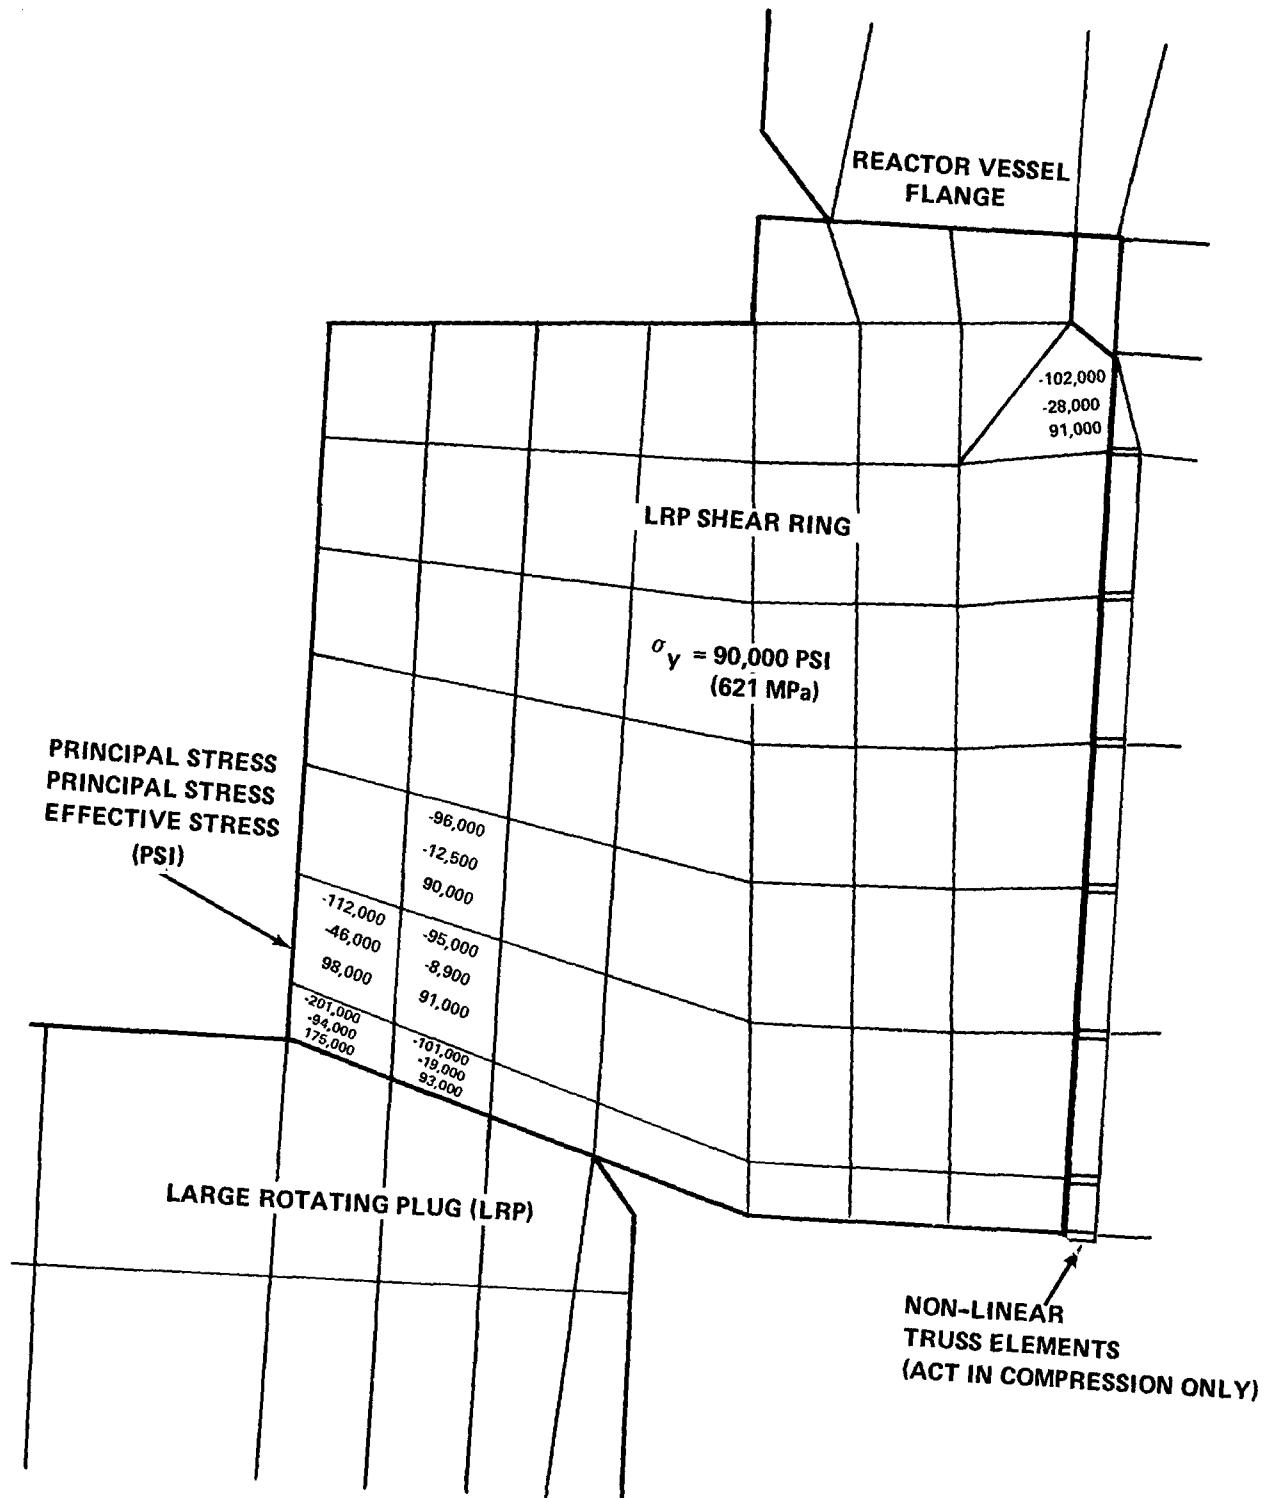 REACTOR VESSEL
FLANGE
-102,000
-28,000
91,000
LRP SHEAR RING
σy = 90,000 PSI
(621 MPa)
PRINCIPAL STRESS
PRINCIPAL STRESS
EFFECTIVE STRESS
(PSI)
-96,000
-12,500
90,000
-112,000
-46,000
98,000
-95,000
-8,900
91,000
-201,000
-94,000
175,000
-101,000
-19,000
93,000
LARGE ROTATING PLUG (LRP)
NON-LINEAR
TRUSS ELEMENTS
(ACT IN COMPRESSION ONLY)